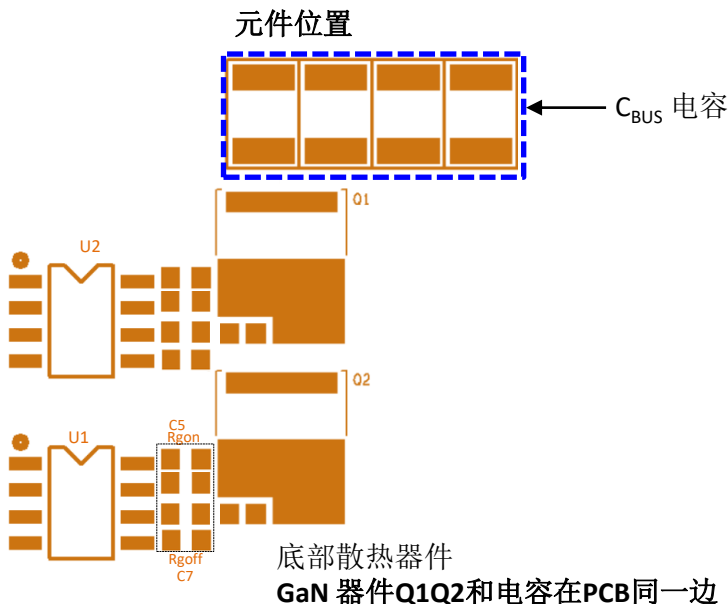 元件位置
C_BUS 电容
Q1
U2
Q2
U1
C5
Rgon
Rgoff
C7
底部散热器件
GaN 器件Q1Q2和电容在PCB同一边